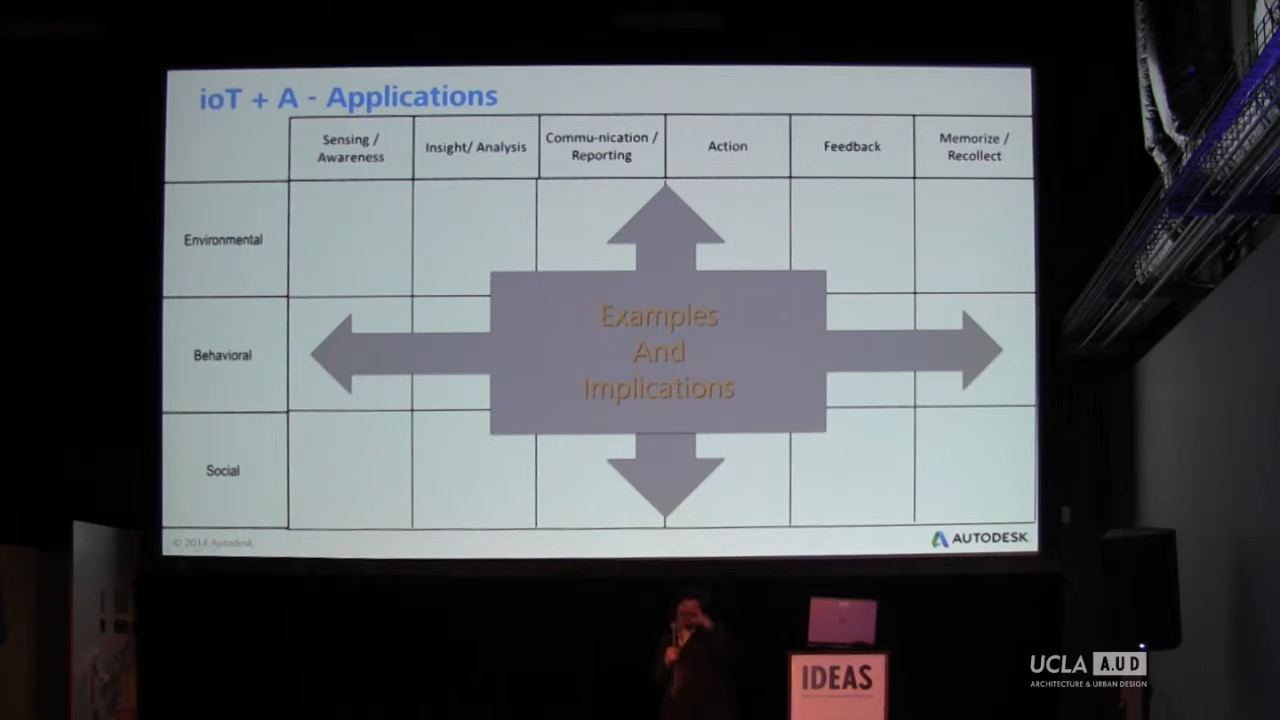 ioT + A - Applications
Sensing /
Awareness
Insight/ Analysis
Commu-nication /
Reporting
Action
Feedback
Memorize /
Recollect
Environmental
Behavioral
Social
Examples
And
Implications
© 2014 Autodesk
AUTODESK
IDEAS
UCLA A.U D
ARCHITECTURE & URBAN DESIGN